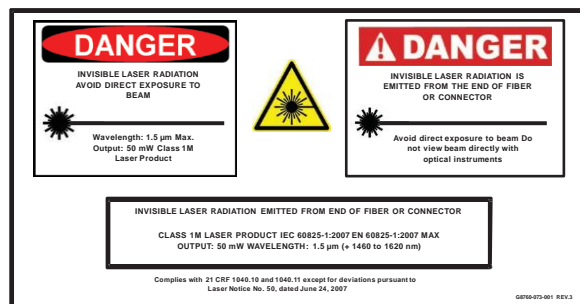 DANGER
INVISIBLE LASER RADIATION
AVOID DIRECT EXPOSURE TO
BEAM
Wavelength: 1.5 µm Max.
Output: 50 mW Class 1M
Laser Product
DANGER
INVISIBLE LASER RADIATION IS
EMITTED FROM THE END OF FIBER
OR CONNECTOR
Avoid direct exposure to beam Do
not view beam directly with
optical instruments
INVISIBLE LASER RADIATION EMITTED FROM END OF FIBER OR CONNECTOR
CLASS 1M LASER PRODUCT IEC 60825-1:2007 EN 60825-1:2007 MAX
OUTPUT: 50 mW WAVELENGTH: 1.5 µm (+ 1460 to 1620 nm)
Complies with 21 CRF 1040.10 and 1040.11 except for deviations pursuant to
Laser Notice No. 50, dated June 24, 2007
G8760-073-001 REV.3